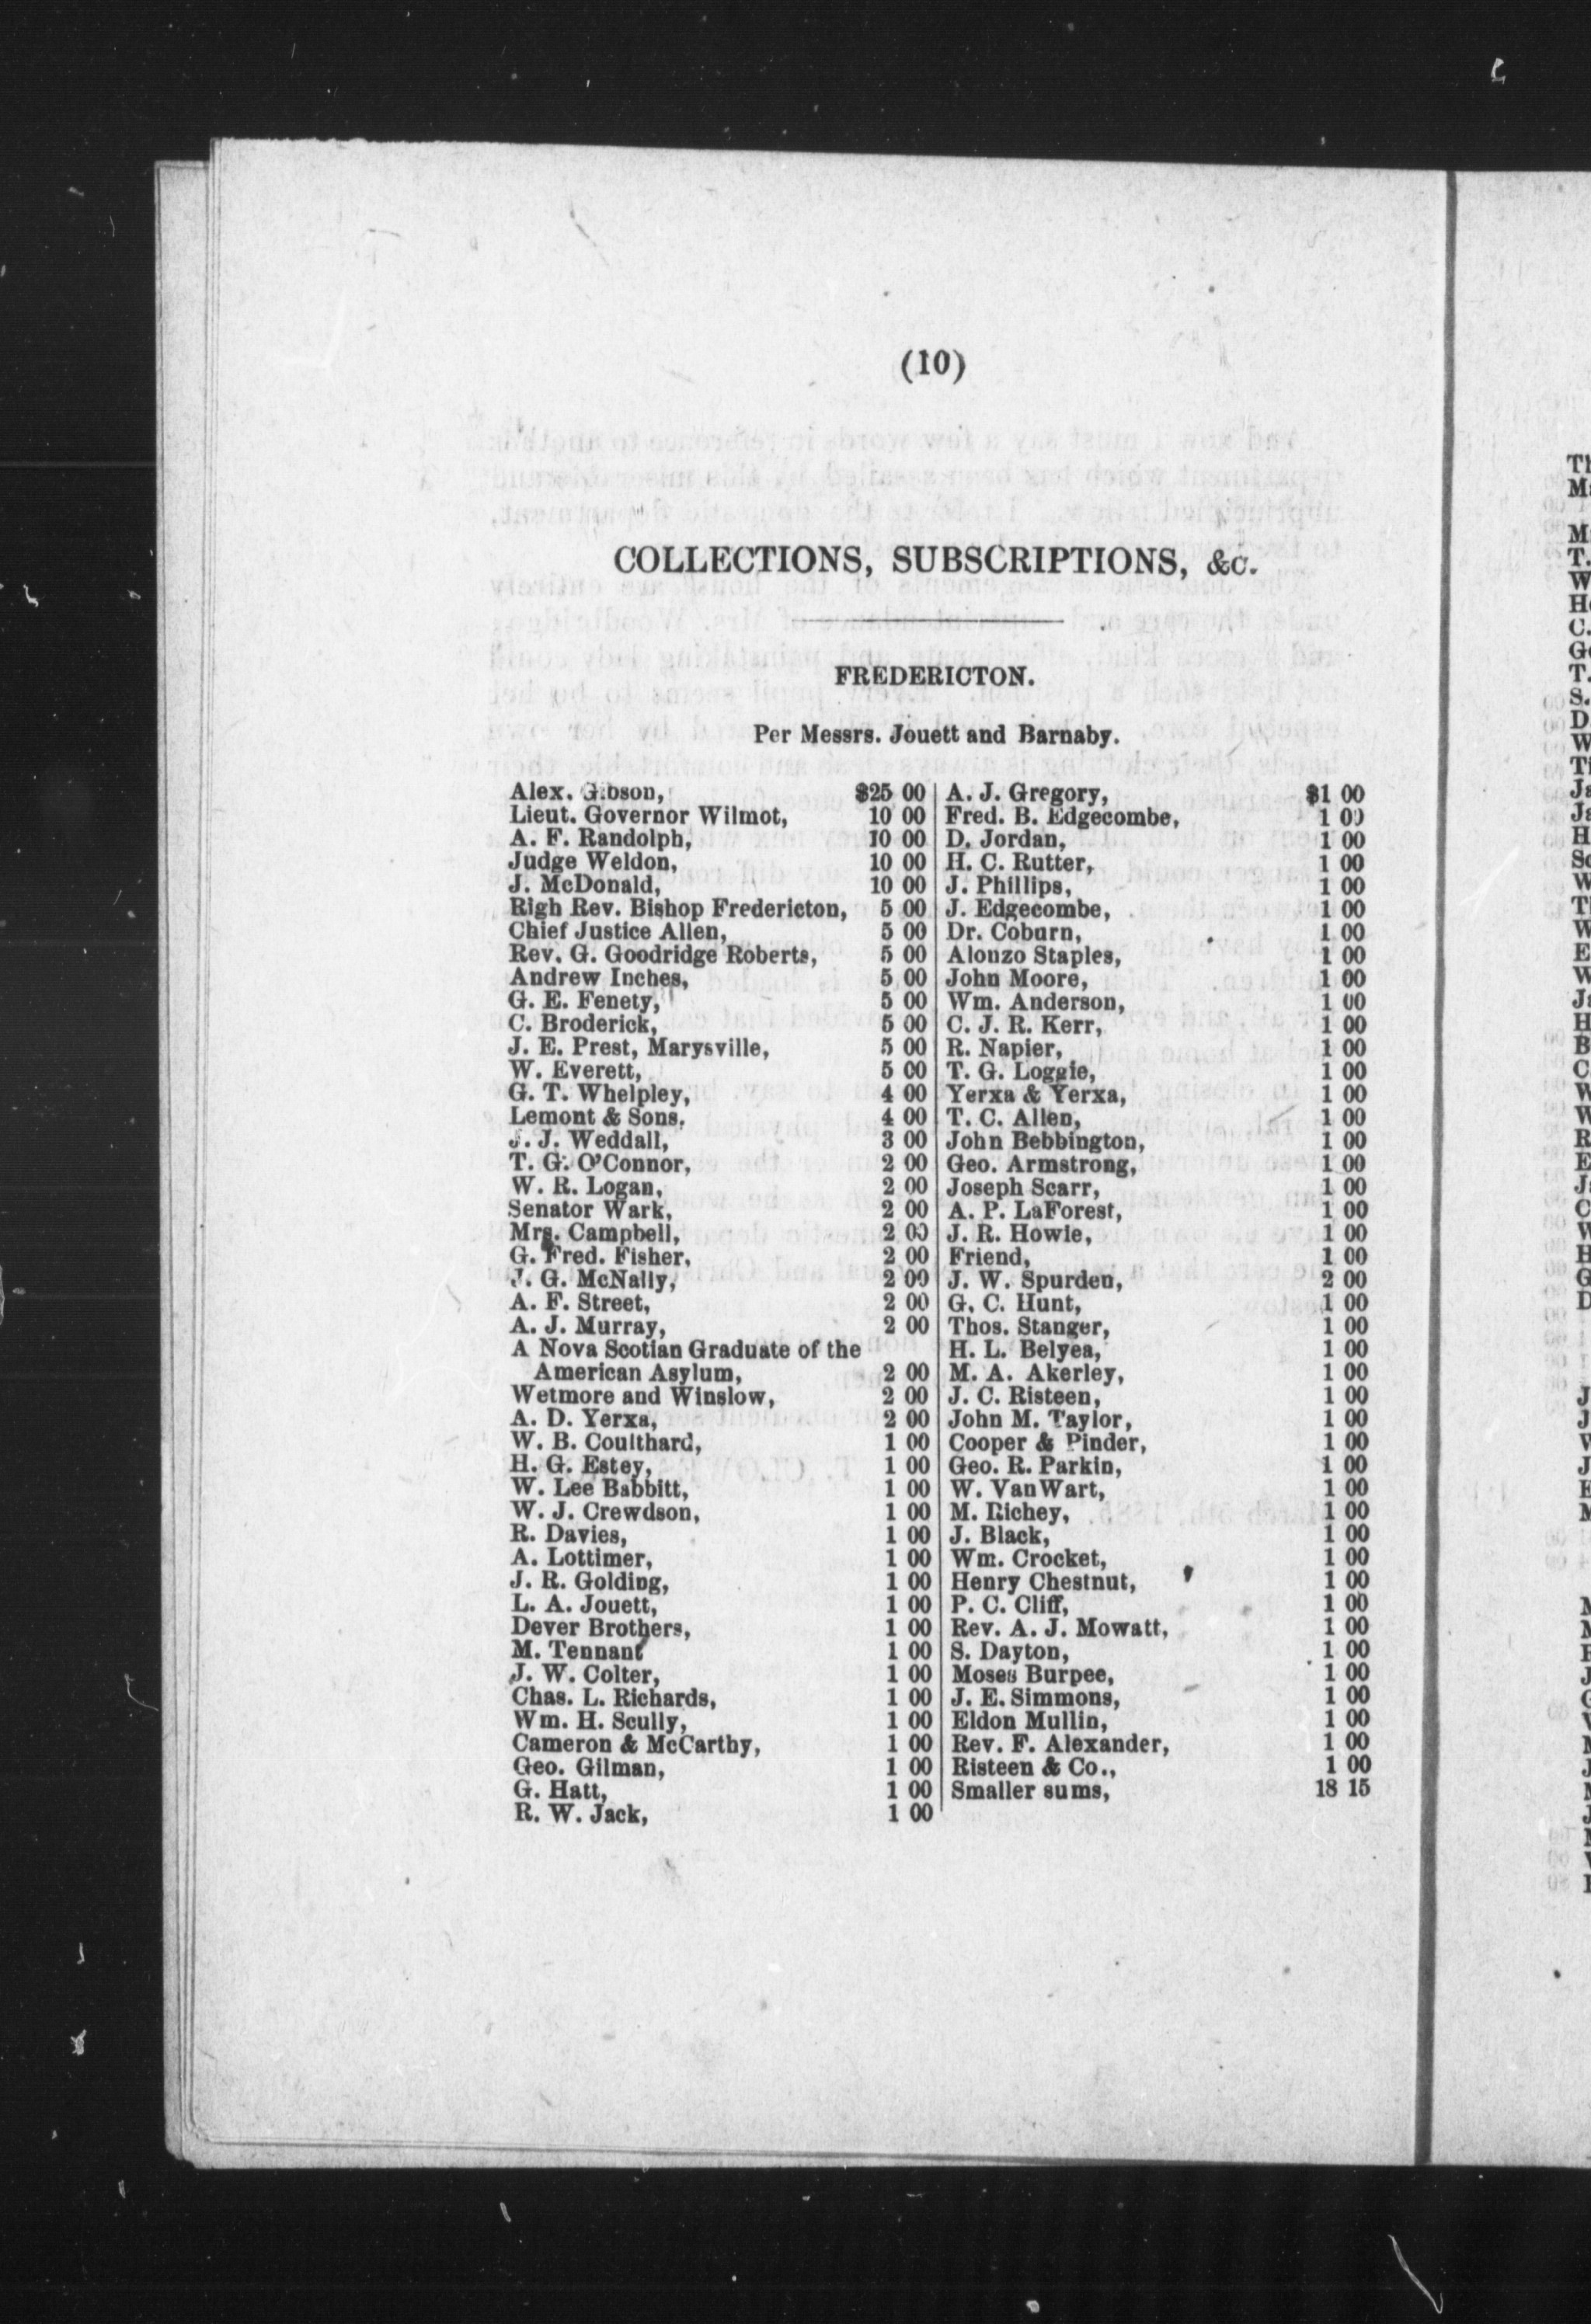 (10)
COLLECTIONS, SUBSCRIPTIONS, &c.
FREDERICTON.
Per Messrs. Jouett and Barnaby.
Alex. Gibson, $25 00
Lieut. Governor Wilmot, 10 00
A. F. Randolph, 10 00
Judge Weldon, 10 00
J. McDonald, 10 00
Righ Rev. Bishop Fredericton, 5 00
Chief Justice Allen, 5 00
Rev. G. Goodridge Roberts, 5 00
Andrew Inches, 5 00
G. E. Fenety, 5 00
C. Broderick, 5 00
J. E. Prest, Marysville, 5 00
W. Everett, 5 00
G. T. Whelpley, 4 00
Lemont & Sons. 4 00
J. J. Weddall, 3 00
T. G. O'Connor, 2 00
W. R. Logan, 2 00
Senator Wark, 2 00
Mrs. Campbell, 2 00
G. Fred. Fisher, 2 00
J. G. McNally, 2 00
A. F. Street, 2 00
A. J. Murray, 2 00
A Nova Scotian Graduate of the
American Asylum, 2 00
Wetmore and Winslow, 2 00
A. D. Yerxa, 2 00
W. B. Coulthard, 1 00
H. G. Estey, 1 00
W. Lee Babbitt, 1 00
W. J. Crewdson, 1 00
R. Davies, 1 00
A. Lottimer, 1 00
J. R. Golding, 1 00
L. A. Jouett, 1 00
Dever Brothers, 1 00
M. Tennant 1 00
J. W. Colter, 1 00
Chas. L. Richards, 1 00
Wm. H. Scully, 1 00
Cameron & McCarthy, 1 00
Geo. Gilman, 1 00
G. Hatt, 1 00
R. W. Jack, 1 00
A. J. Gregory, $1 00
Fred. B. Edgecombe, 1 00
D. Jordan, 1 00
H. C. Rutter, 1 00
J. Phillips, 1 00
J. Edgecombe, 1 00
Dr. Coburn, 1 00
Alonzo Staples, 1 00
John Moore, 1 00
Wm. Anderson, 1 00
C. J. R. Kerr, 1 00
R. Napier, 1 00
T. G. Loggie, 1 00
Yerxa & Yerxa, 1 00
T. C. Allen, 1 00
John Bebbington, 1 00
Geo. Armstrong, 1 00
Joseph Scarr, 1 00
A. P. LaForest, 1 00
J. R. Howie, 1 00
Friend, 1 00
J. W. Spurden, 2 00
G. C. Hunt, 1 00
Thos. Stanger, 1 00
H. L. Belyea, 1 00
M. A. Akerley, 1 00
J. C. Risteen, 1 00
John M. Taylor, 1 00
Cooper & Pinder, 1 00
Geo. R. Parkin, 1 00
W. VanWart, 1 00
M. Richey, 1 00
J. Black, 1 00
Wm. Crocket, 1 00
Henry Chestnut, 1 00
P. C. Cliff, 1 00
Rev. A. J. Mowatt, 1 00
S. Dayton, 1 00
Moses Burpee, 1 00
J. E. Simmons, 1 00
Eldon Mullin, 1 00
Rev. F. Alexander, 1 00
Risteen & Co., 1 00
Smaller sums, 18 15